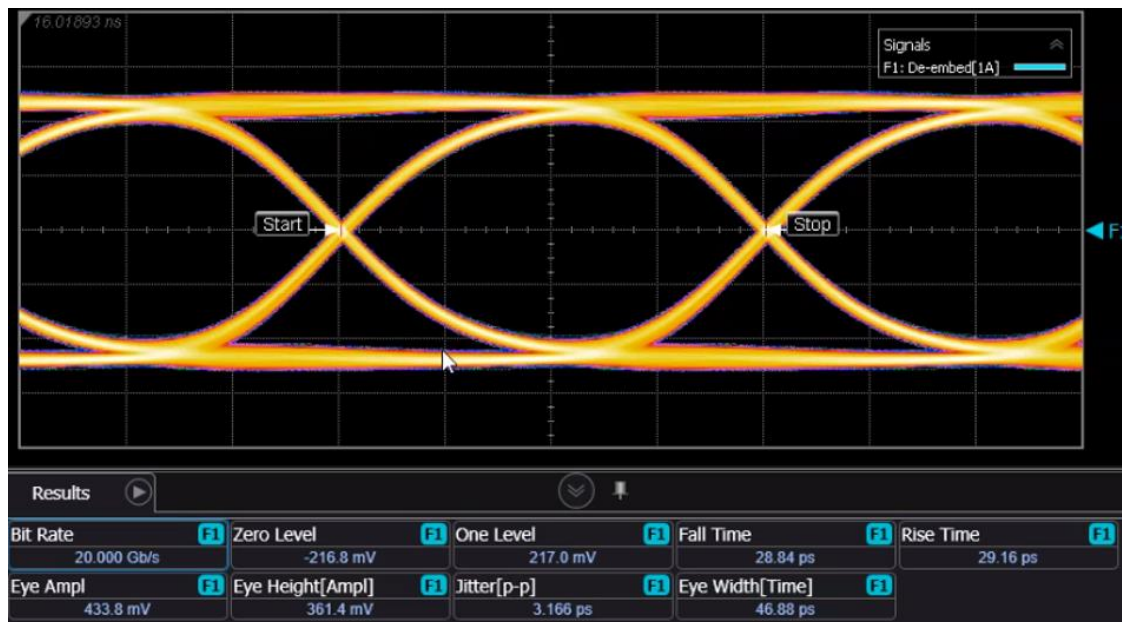 16.01893 ns
Signals
F1: De-embed[1A]
Start
Stop
Results
Bit Rate F1 Zero Level F1 One Level F1 Fall Time F1 Rise Time F1
20.000 Gb/s -216.8 mV 217.0 mV 28.84 ps 29.16 ps
Eye Ampl F1 Eye Height[Ampl] F1 Jitter[p-p] F1 Eye Width[Time] F1
433.8 mV 361.4 mV 3.166 ps 46.88 ps